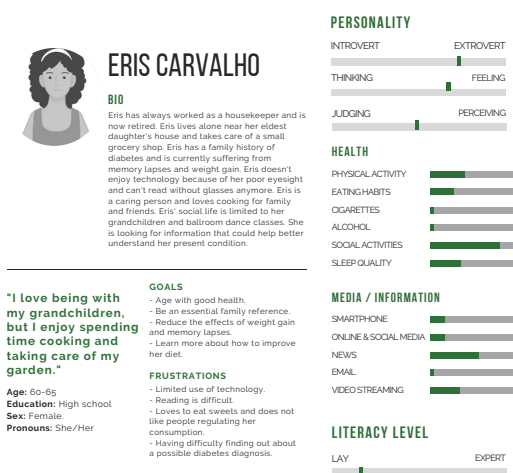 ERIS CARVALHO
BIO
Eris has always worked as a housekeeper and is
now retired. Eris lives alone near her eldest
daughter's house and takes care of a small
grocery shop. Eris has a family history of
diabetes and is currently suffering from
memory lapses and weight gain. Eris doesn't
enjoy technology because of her poor eyesight
and can't read without glasses anymore. Eris is
a caring person and loves cooking for family
and friends. Eris' social life is limited to her
grandchildren and ballroom dance classes. She
is looking for information that could help better
understand her present condition.
"I love being with
my grandchildren,
but I enjoy spending
time cooking and
taking care of my
garden."
Age: 60-65
Education: High school
Sex: Female.
Pronouns: She/Her
GOALS
- Age with good health.
- Be an essential family reference.
- Reduce the effects of weight gain
and memory lapses.
- Learn more about how to improve
her diet.
FRUSTRATIONS
- Limited use of technology.
- Reading is difficult.
- Loves to eat sweets and does not
like people regulating her
consumption.
- Having difficulty finding out about
a possible diabetes diagnosis.
PERSONALITY
INTROVERT EXTROVERT
THINKING FEELING
JUDGING PERCEIVING
HEALTH
PHYSICAL ACTIVITY
EATING HABITS
CIGARETTES
ALCOHOL
SOCIAL ACTIVITIES
SLEEP QUALITY
MEDIA / INFORMATION
SMARTPHONE
ONLINE & SOCIAL MEDIA
NEWS
EMAIL
VIDEO STREAMING
LITERACY LEVEL
LAY EXPERT